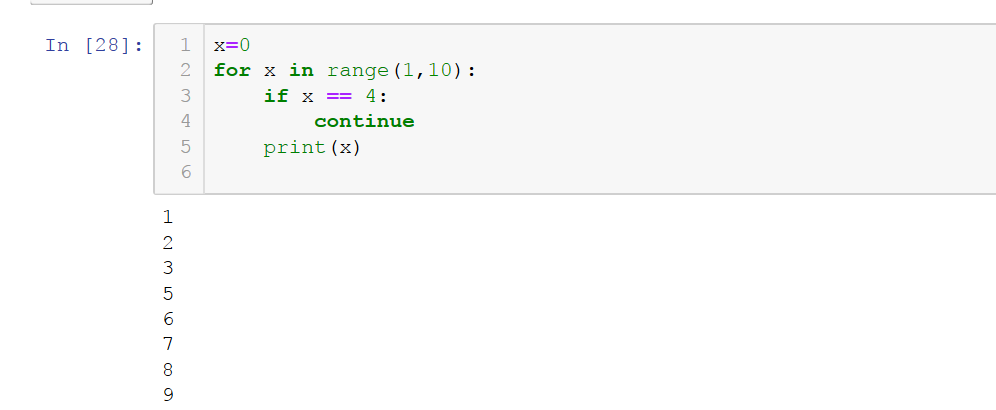 In [28]:
1 x=0
2 for x in range(1,10):
3     if x == 4:
4         continue
5     print(x)
6
1
2
3
5
6
7
8
9